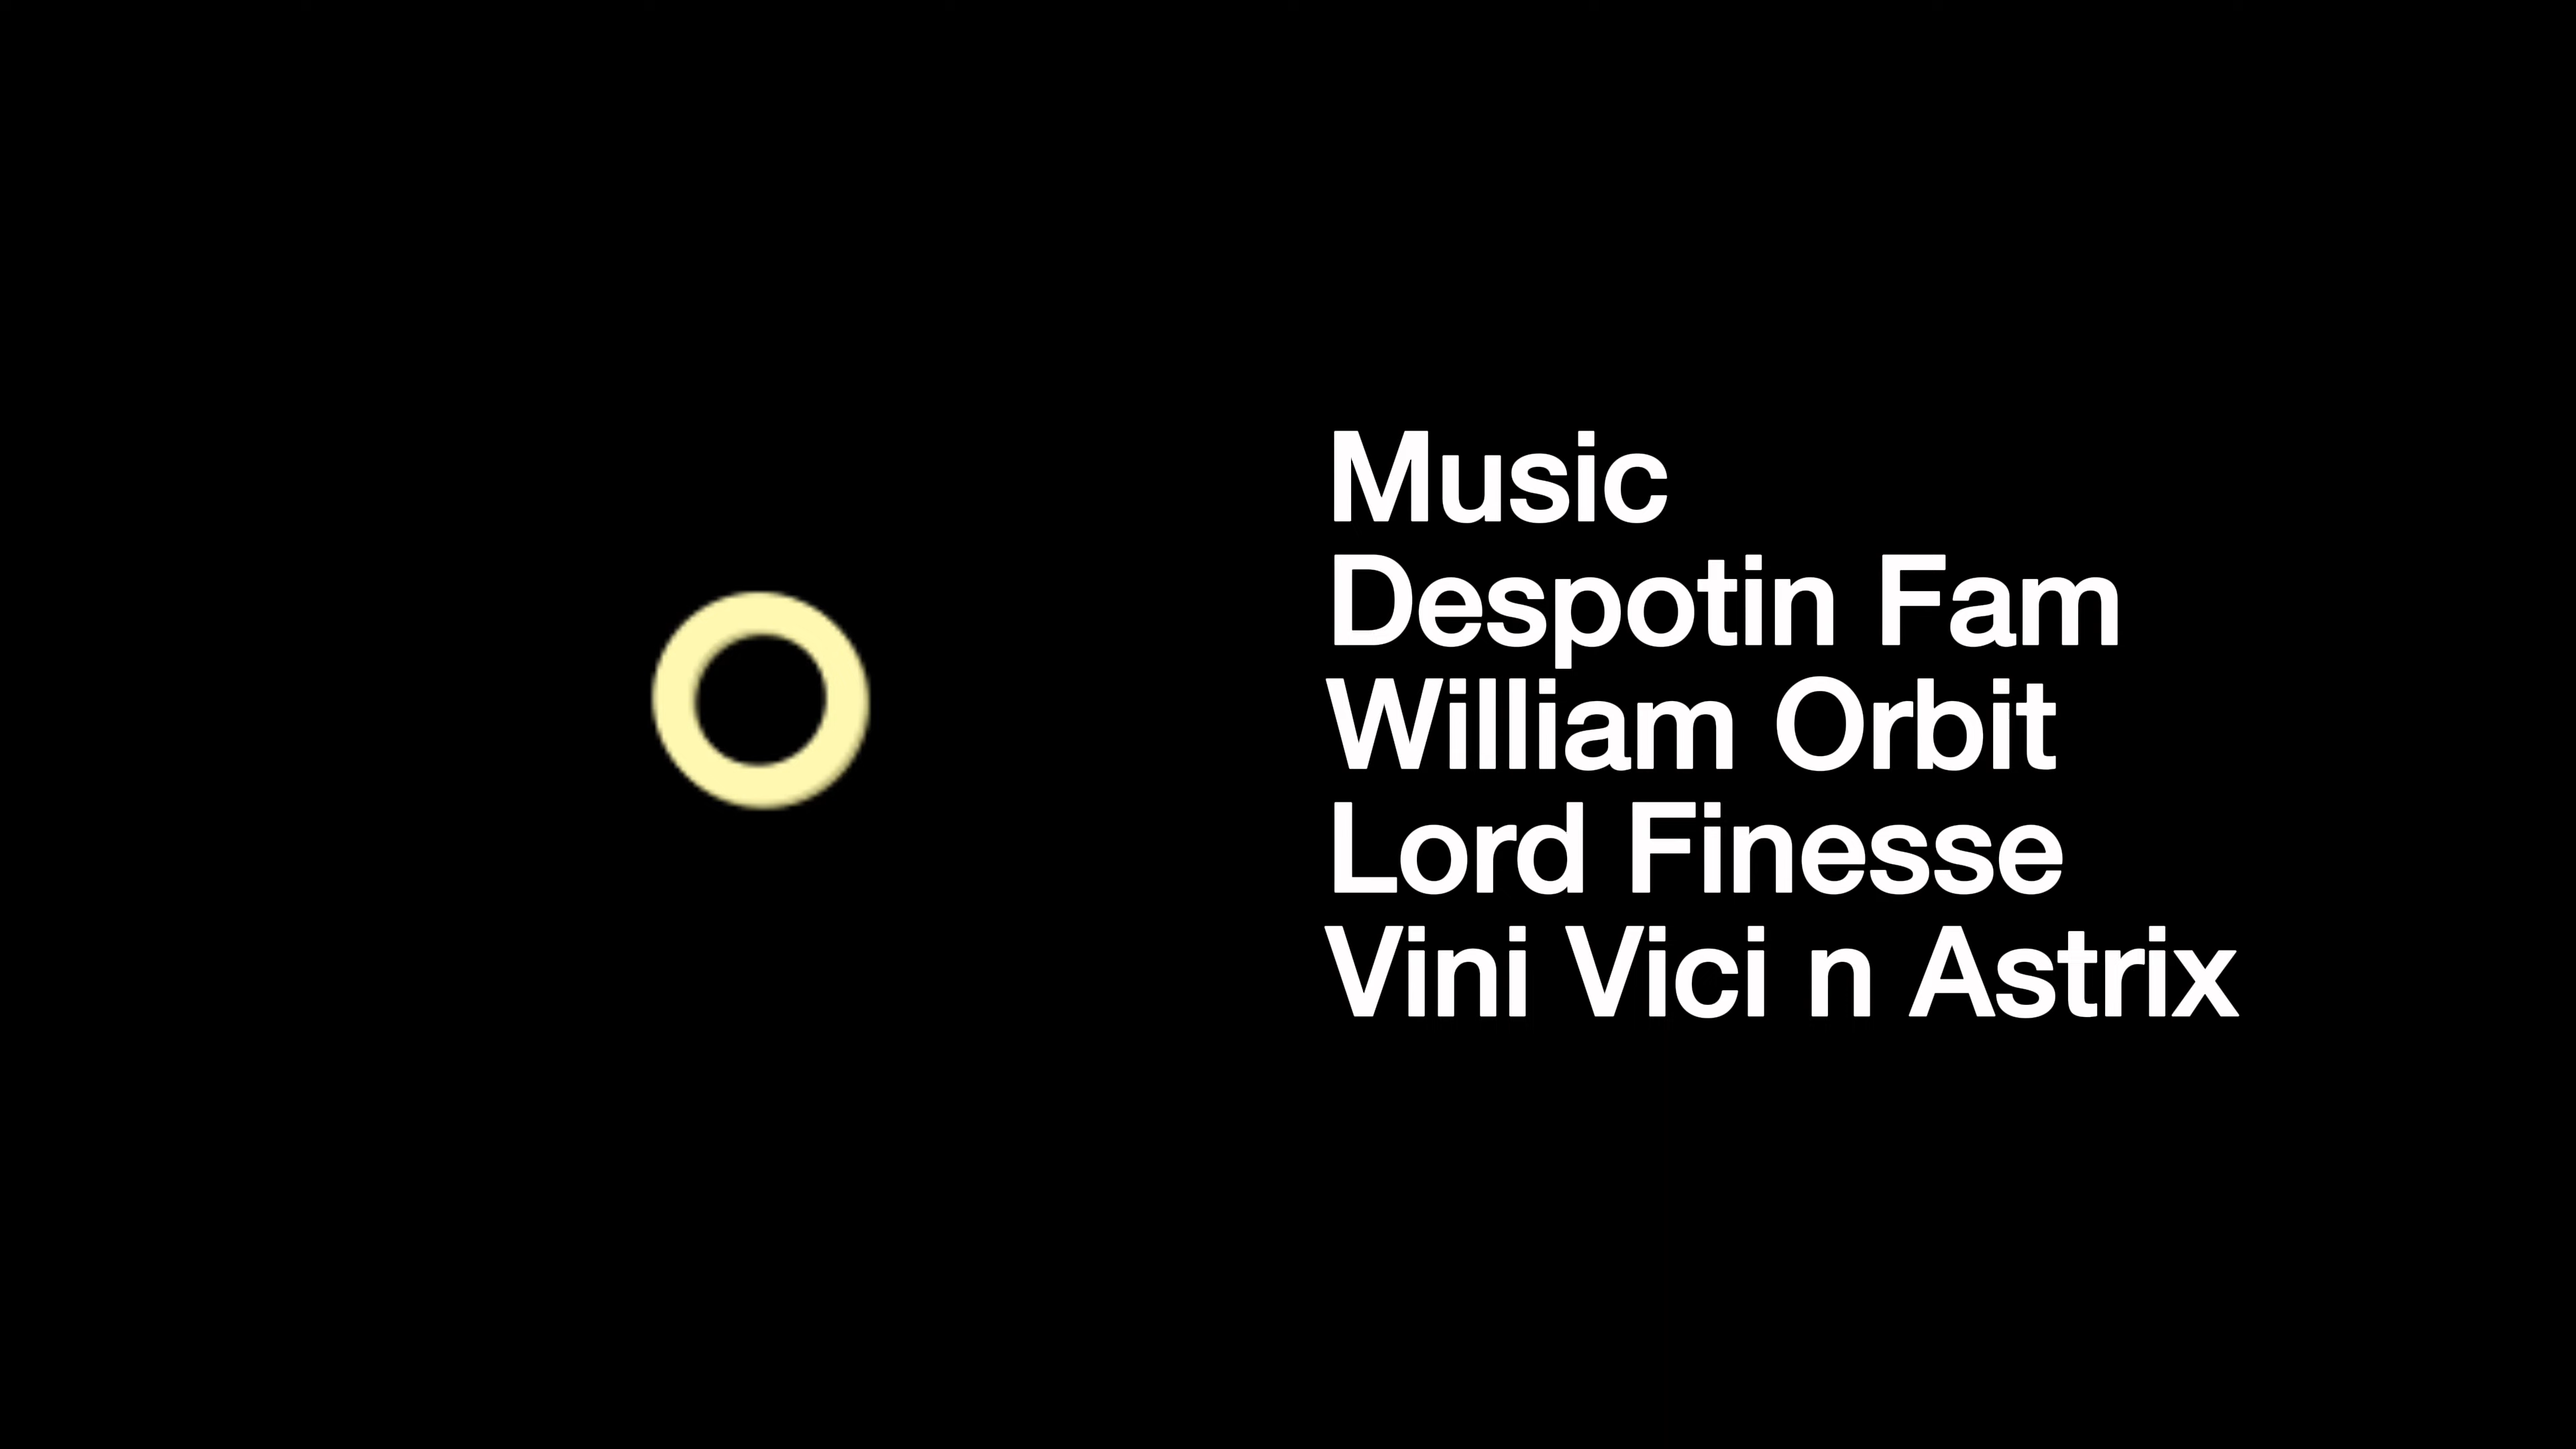 Music
Despotin Fam
William Orbit
Lord Finesse
Vini Vici n Astrix